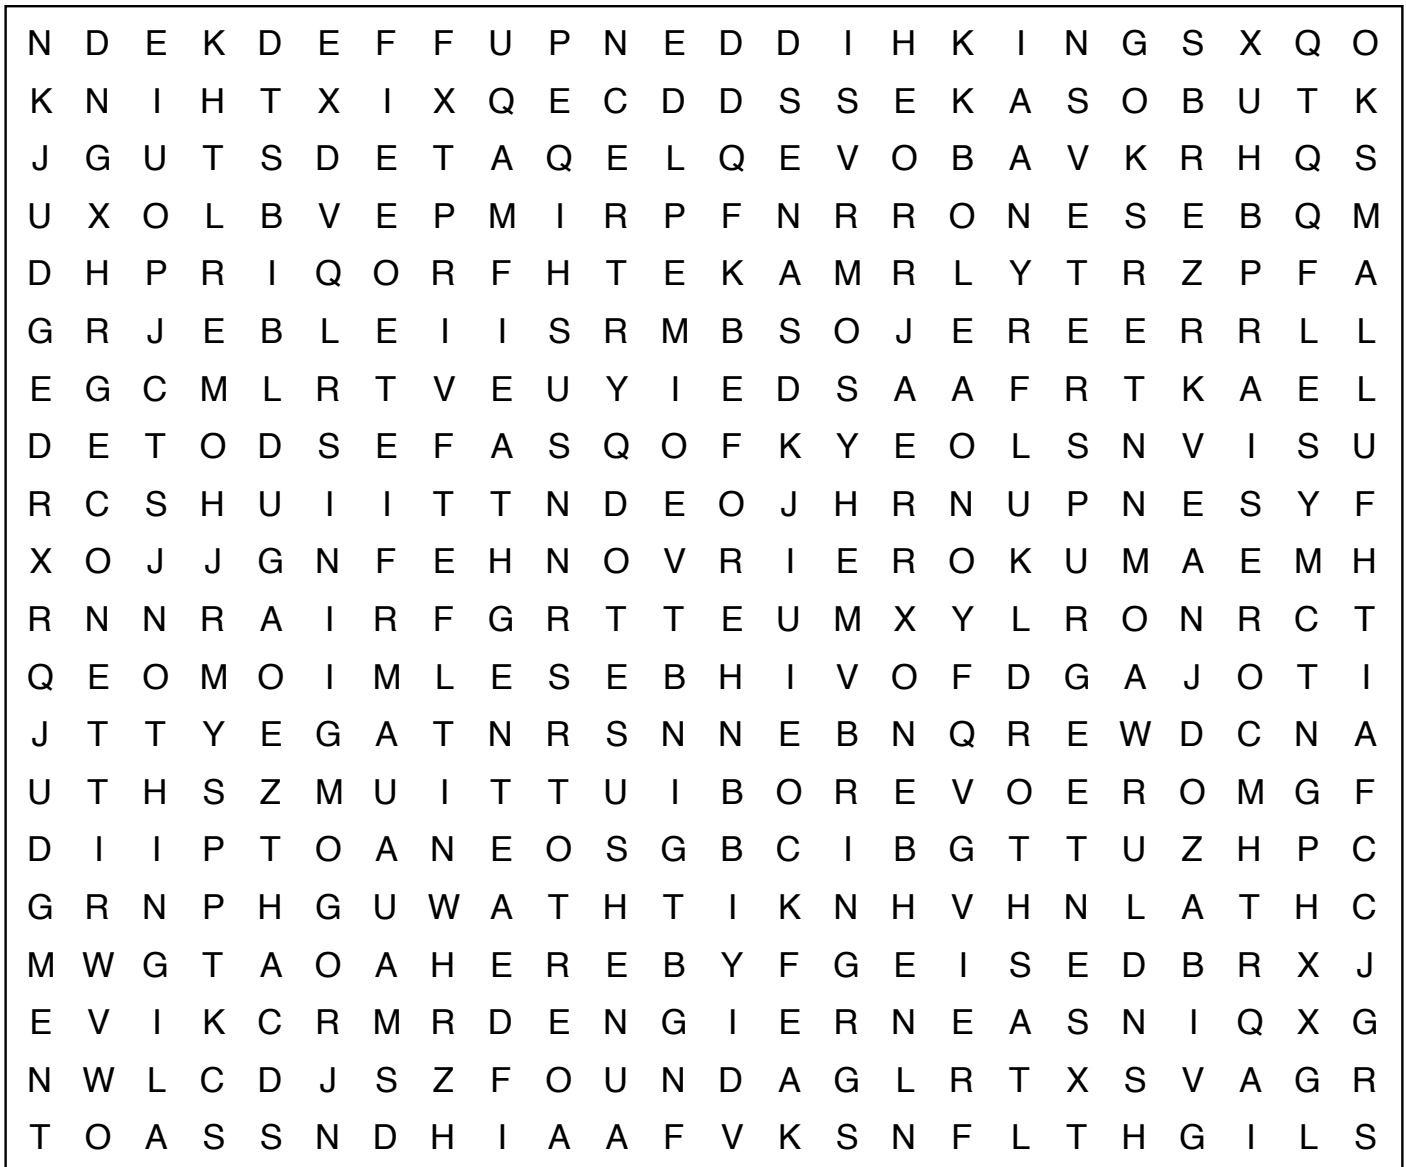 N D E K D E F F U P N E D D I H K I N G S X Q O
K N I H T X I X Q E C D D S S E K A S O B U T K
J G U T S D E T A Q E L Q E V O B A V K R H Q S
U X O L B V E P M I R P F N R R O N E S E B Q M
D H P R I Q O R F H T E K A M R L Y T R Z P F A
G R J E B L E I I S R M B S O J E R E E R R L L
E G C M L R T V E U Y I E D S A A F R T K A E L
D E T O D S E F A S Q O F K Y E O L S N V I S U
R C S H U I I T T N D E O J H R N U P N E S Y F
X O J J G N F E H N O V R I E R O K U M A E M H
R N N R A I R F G R T T E U M X Y L R O N R C T
Q E O M O I M L E S E B H I V O F D G A J O T I
J T T Y E G A T N R S N N E B N Q R E W D C N A
U T H S Z M U I T T U I B O R E V O E R O M G F
D I I P T O A N E O S G B C I B G T T U Z H P C
G R N P H G U W A T H T I K N H V H N L A T H C
M W G T A O A H E R E B Y F G E I S E D B R X J
E V I K C R M R D E N G I E R N E A S N I Q X G
N W L C D J S Z F O U N D A G L R T X S V A G R
T O A S S N D H I A A F V K S N F L T H G I L S